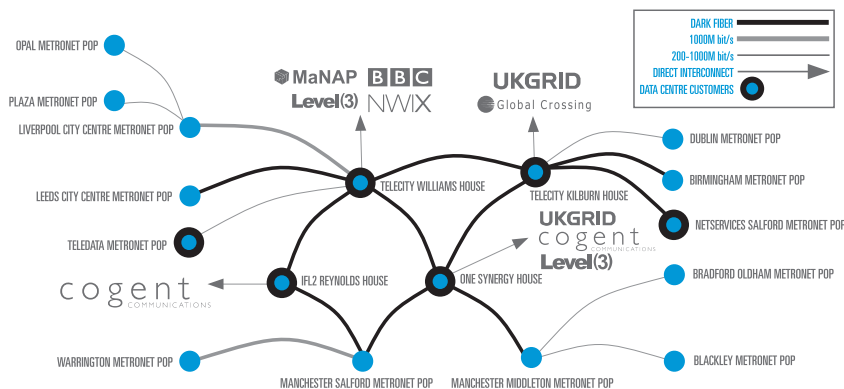 DARK FIBER
1000M bit/s
200-1000M bit/s
DIRECT INTERCONNECT
DATA CENTRE CUSTOMERS
OPAL METRONET POP
PLAZA METRONET POP
LIVERPOOL CITY CENTRE METRONET POP
MaNAP BBC
Level(3) NWIX
UKGRID
Global Crossing
DUBLIN METRONET POP
BIRMINGHAM METRONET POP
LEEDS CITY CENTRE METRONET POP
TELECITY WILLIAMS HOUSE
TELECITY KILBURN HOUSE
NETSERVICES SALFORD METRONET POP
TELEDATA METRONET POP
UKGRID
cogent
COMMUNICATIONS
Level(3)
cogent
COMMUNICATIONS
IFL2 REYNOLDS HOUSE
ONE SYNERGY HOUSE
BRADFORD OLDHAM METRONET POP
WARRINGTON METRONET POP
MANCHESTER SALFORD METRONET POP
MANCHESTER MIDDLETON METRONET POP
BLACKLEY METRONET POP